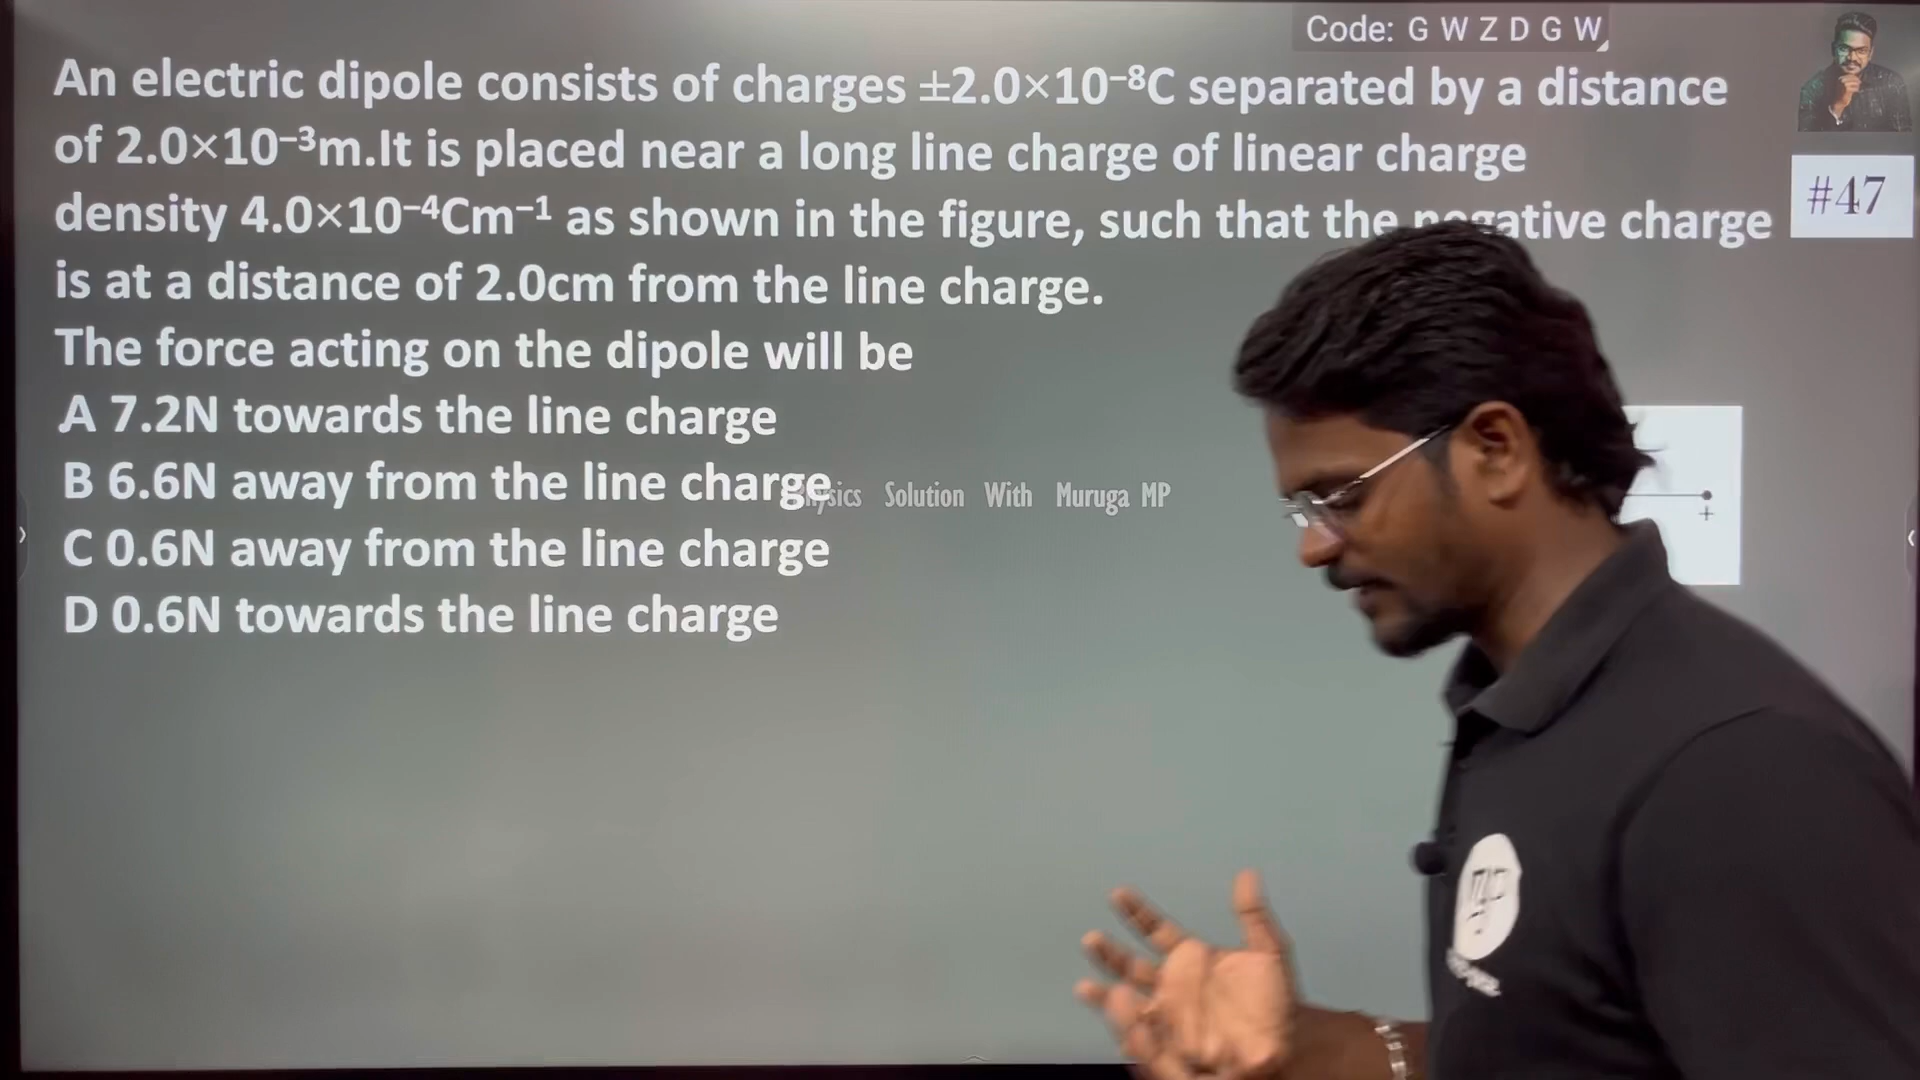 Code: G W Z D G W
An electric dipole consists of charges ±2.0×10⁻⁸C separated by a distance
of 2.0×10⁻³m.It is placed near a long line charge of linear charge
#47
density 4.0×10⁻⁴Cm⁻¹ as shown in the figure, such that the negative charge
is at a distance of 2.0cm from the line charge.
The force acting on the dipole will be
A 7.2N towards the line charge
B 6.6N away from the line charge
Solution With Muruga MP
+
C 0.6N away from the line charge
D 0.6N towards the line charge